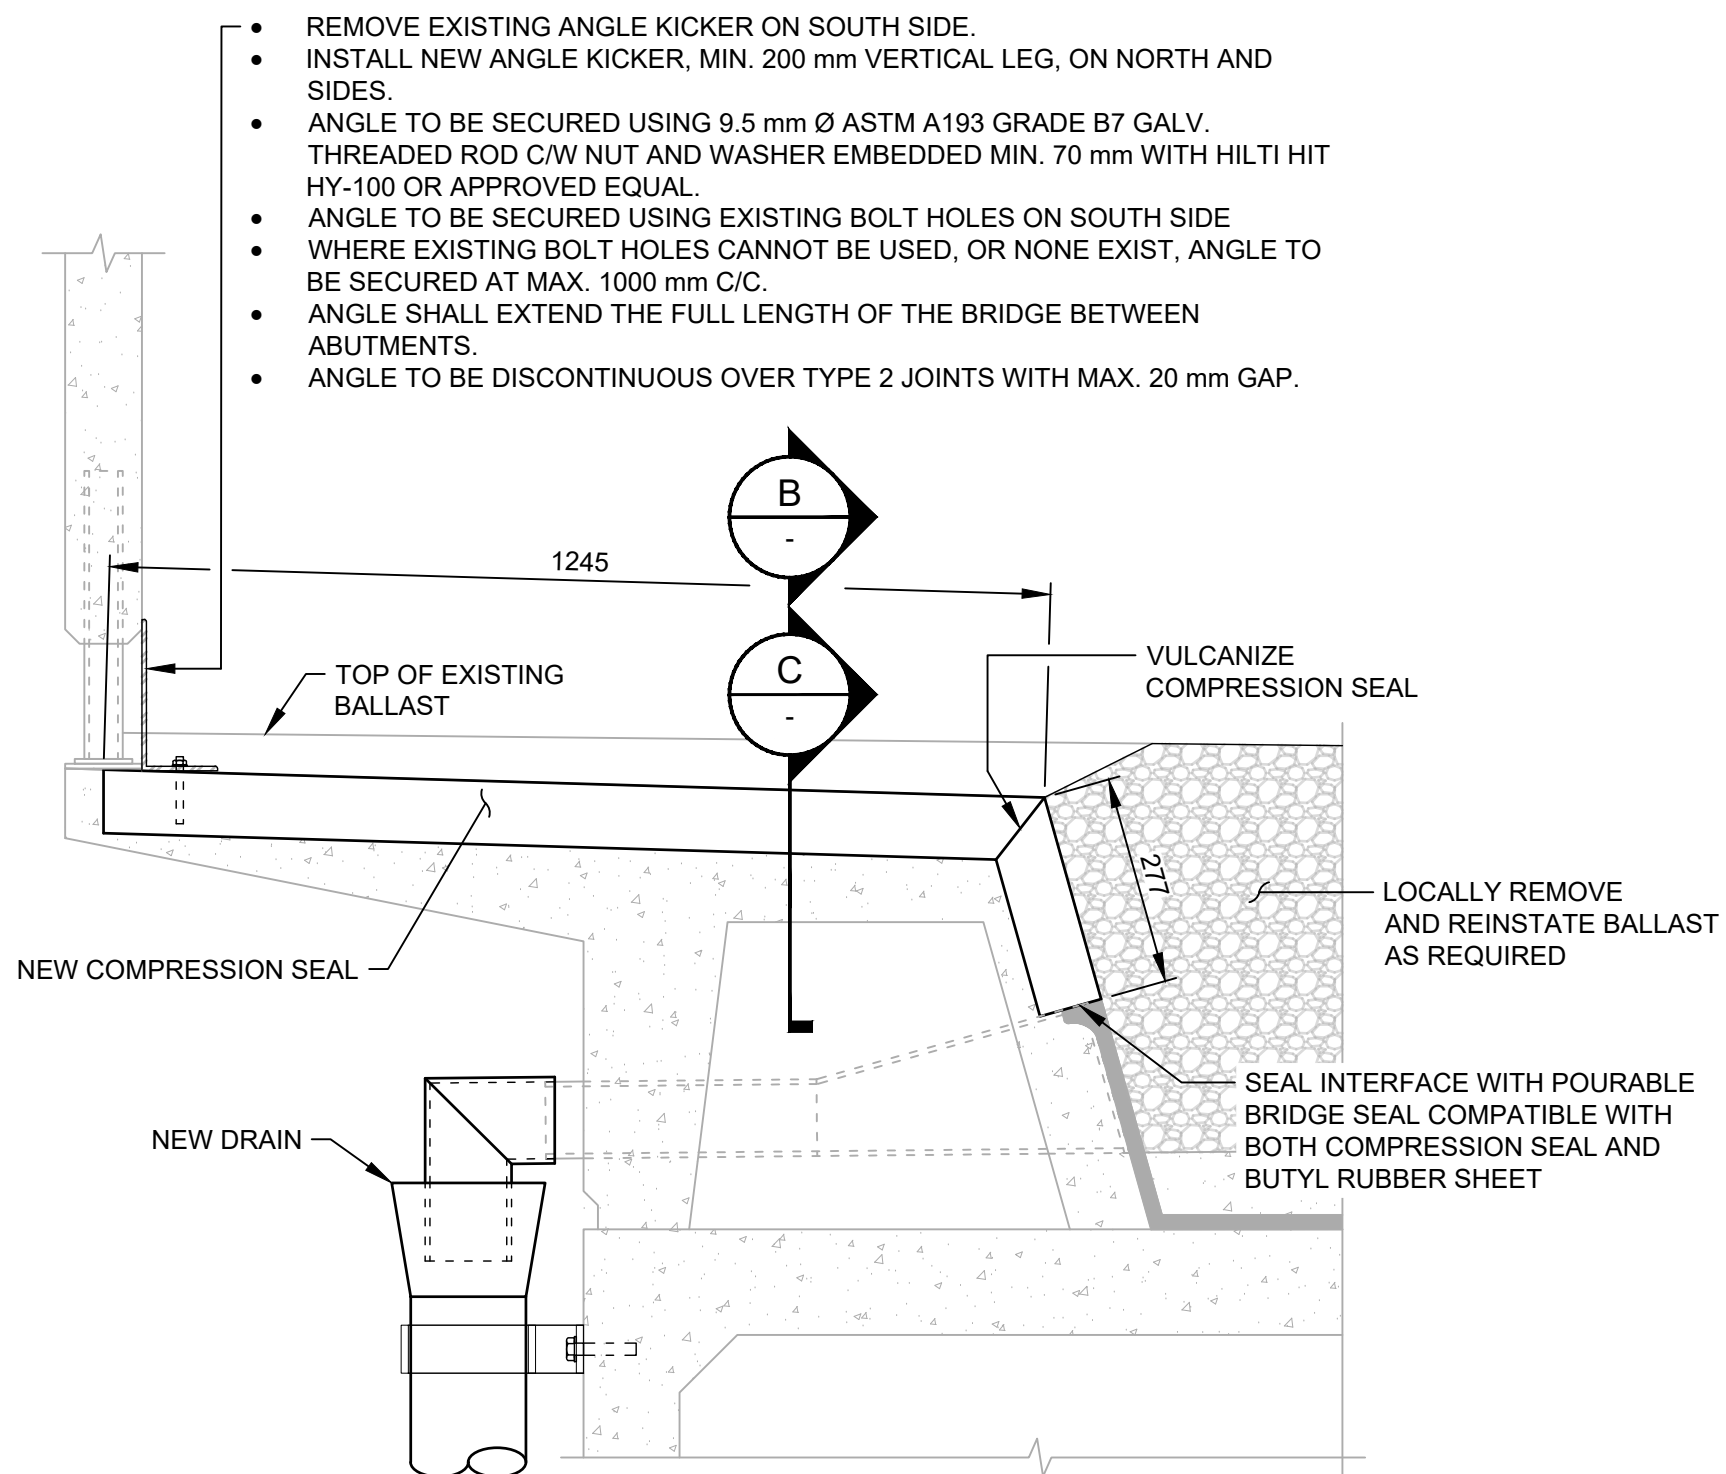 • REMOVE EXISTING ANGLE KICKER ON SOUTH SIDE.
• INSTALL NEW ANGLE KICKER, MIN. 200 mm VERTICAL LEG, ON NORTH AND
SIDES.
• ANGLE TO BE SECURED USING 9.5 mm Ø ASTM A193 GRADE B7 GALV.
THREADED ROD C/W NUT AND WASHER EMBEDDED MIN. 70 mm WITH HILTI HIT
HY-100 OR APPROVED EQUAL.
• ANGLE TO BE SECURED USING EXISTING BOLT HOLES ON SOUTH SIDE
• WHERE EXISTING BOLT HOLES CANNOT BE USED, OR NONE EXIST, ANGLE TO
BE SECURED AT MAX. 1000 mm C/C.
• ANGLE SHALL EXTEND THE FULL LENGTH OF THE BRIDGE BETWEEN
ABUTMENTS.
• ANGLE TO BE DISCONTINUOUS OVER TYPE 2 JOINTS WITH MAX. 20 mm GAP.
B
-
1245
C
-
VULCANIZE
COMPRESSION SEAL
TOP OF EXISTING
BALLAST
277
LOCALLY REMOVE
AND REINSTATE BALLAST
AS REQUIRED
NEW COMPRESSION SEAL
SEAL INTERFACE WITH POURABLE
BRIDGE SEAL COMPATIBLE WITH
BOTH COMPRESSION SEAL AND
BUTYL RUBBER SHEET
NEW DRAIN